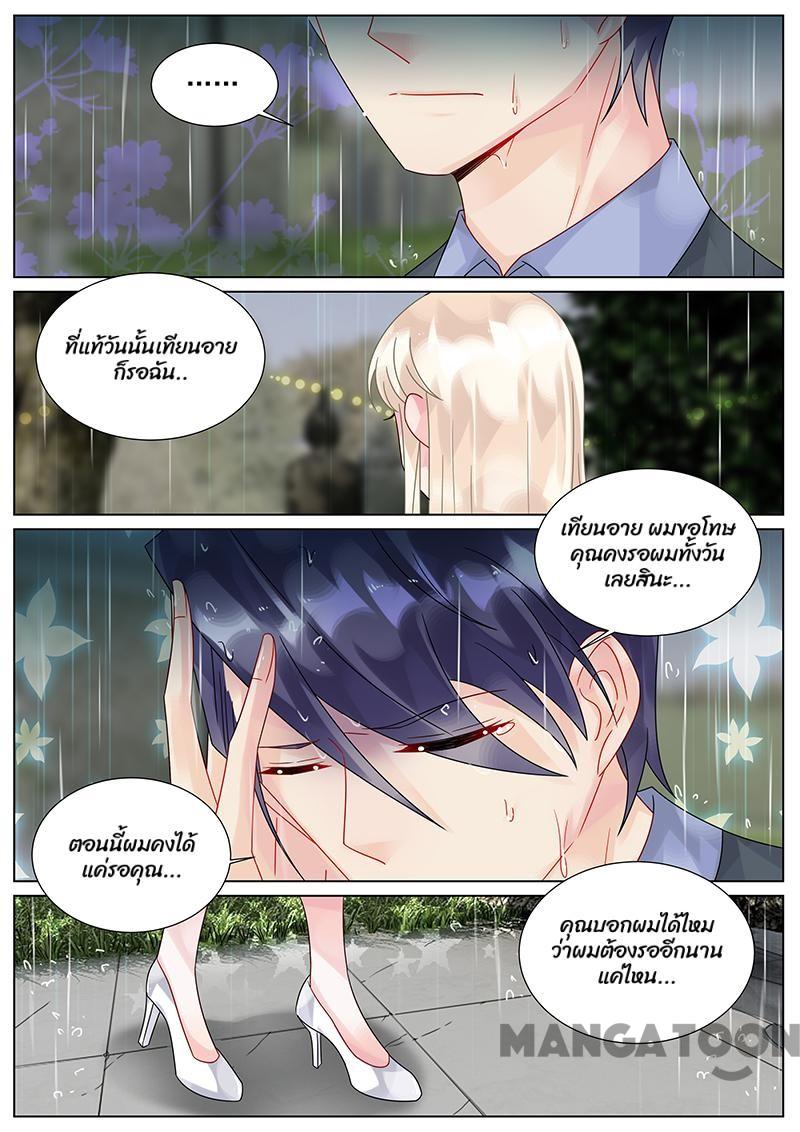 ......
ที่แท้วันนั้นเทียนอาย
ก็รอฉัน..
เทียนอาย ผมขอโทษ
คุณคงรอผมทั้งวัน
เลยสินะ...
ตอนนี้ผมคงได้
แค่รอคุณ...
คุณบอกผมได้ไหม
ว่าผมต้องรออีกนาน
แค่ไหน...
MANGATOON